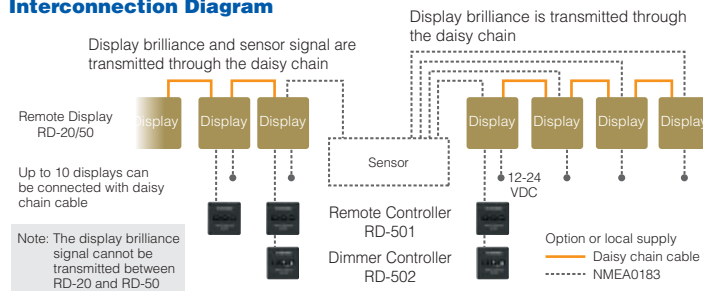 Interconnection Diagram
Display brilliance and sensor signal are
transmitted through the daisy chain
Display brilliance is transmitted through
the daisy chain
Remote Display
RD-20/50
Display
Display
Display
Display
Display
Display
Display
Sensor
Up to 10 displays can
be connected with daisy
chain cable
12-24
VDC
Remote Controller
RD-501
Dimmer Controller
RD-502
Note: The display brilliance
signal cannot be
transmitted between
RD-20 and RD-50
Option or local supply
Daisy chain cable
NMEA0183